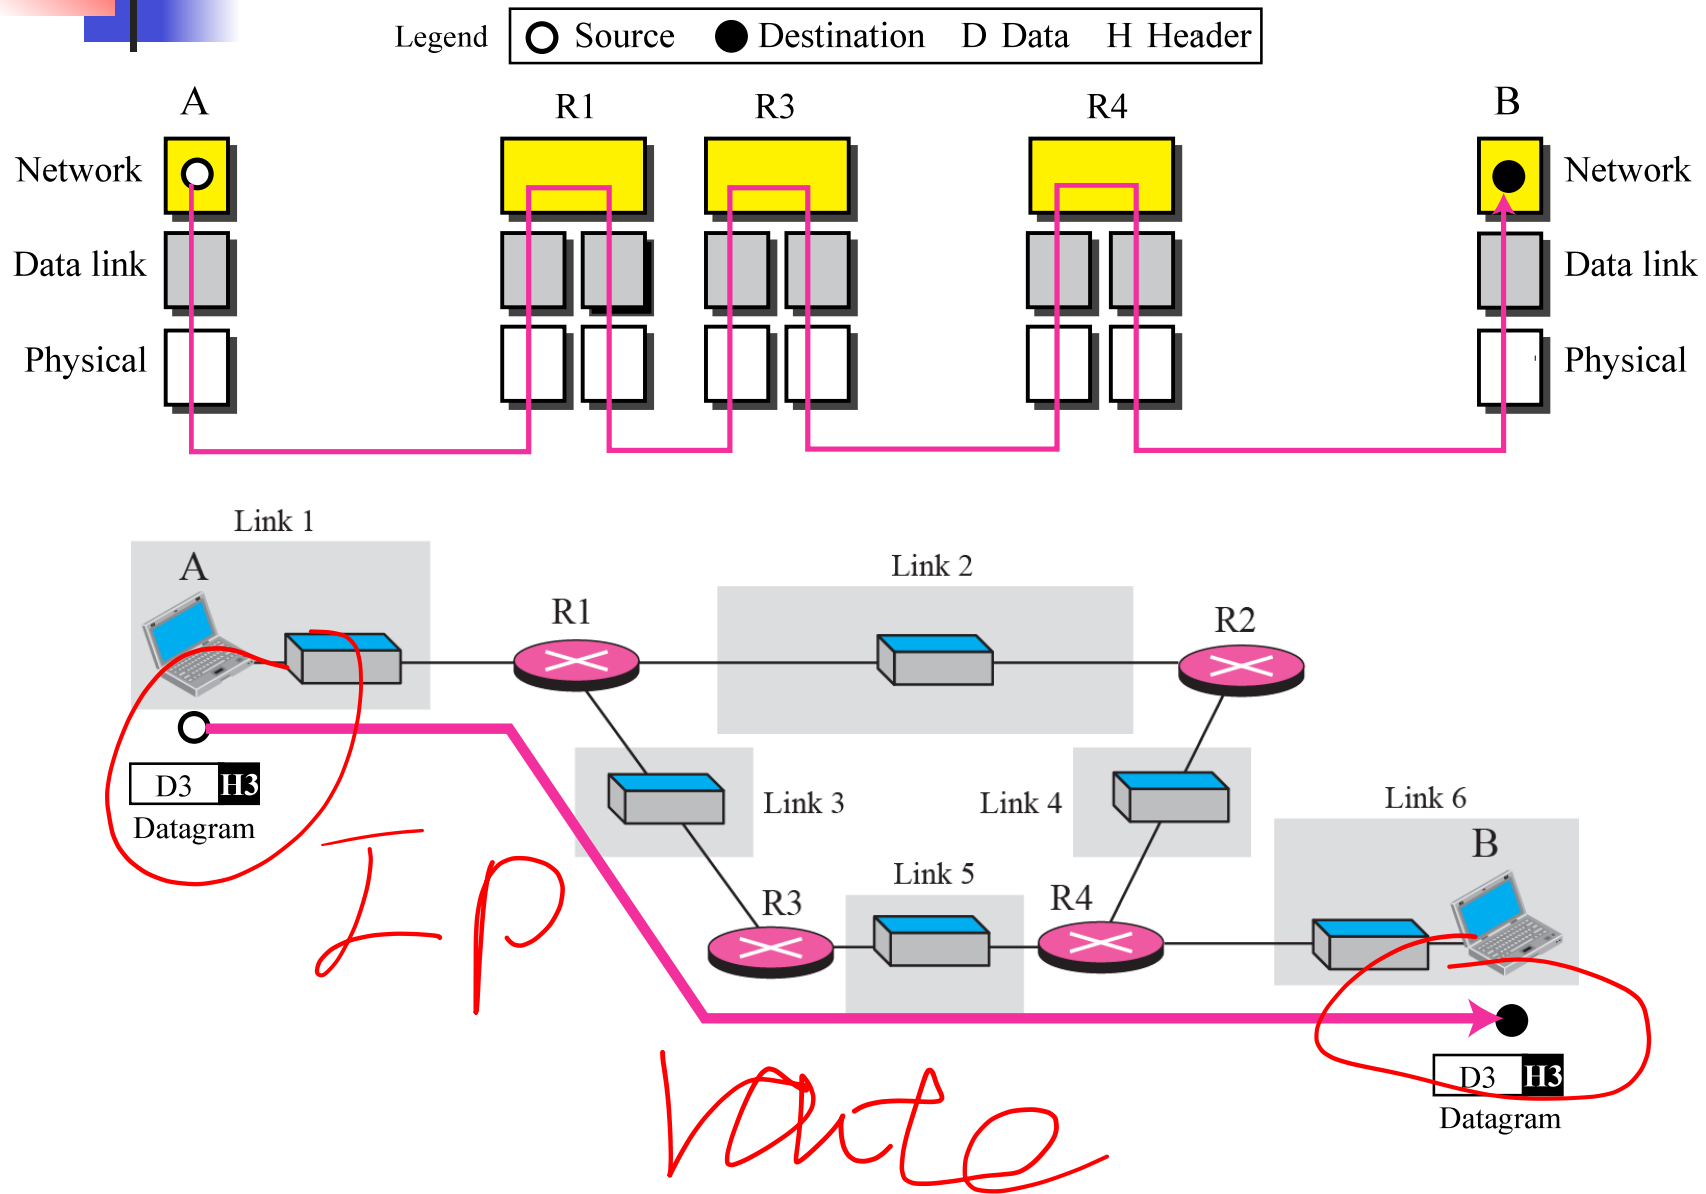 Legend Source Destination D Data H Header
A R1 R3 R4 B
Network Network
Data link Data link
Physical Physical
Link 1
A
Link 2
R1
R2
D3 H3
Datagram
Link 3
Link 4
Link 6
B
IP
Link 5
R3
R4
D3 H3
Datagram
route